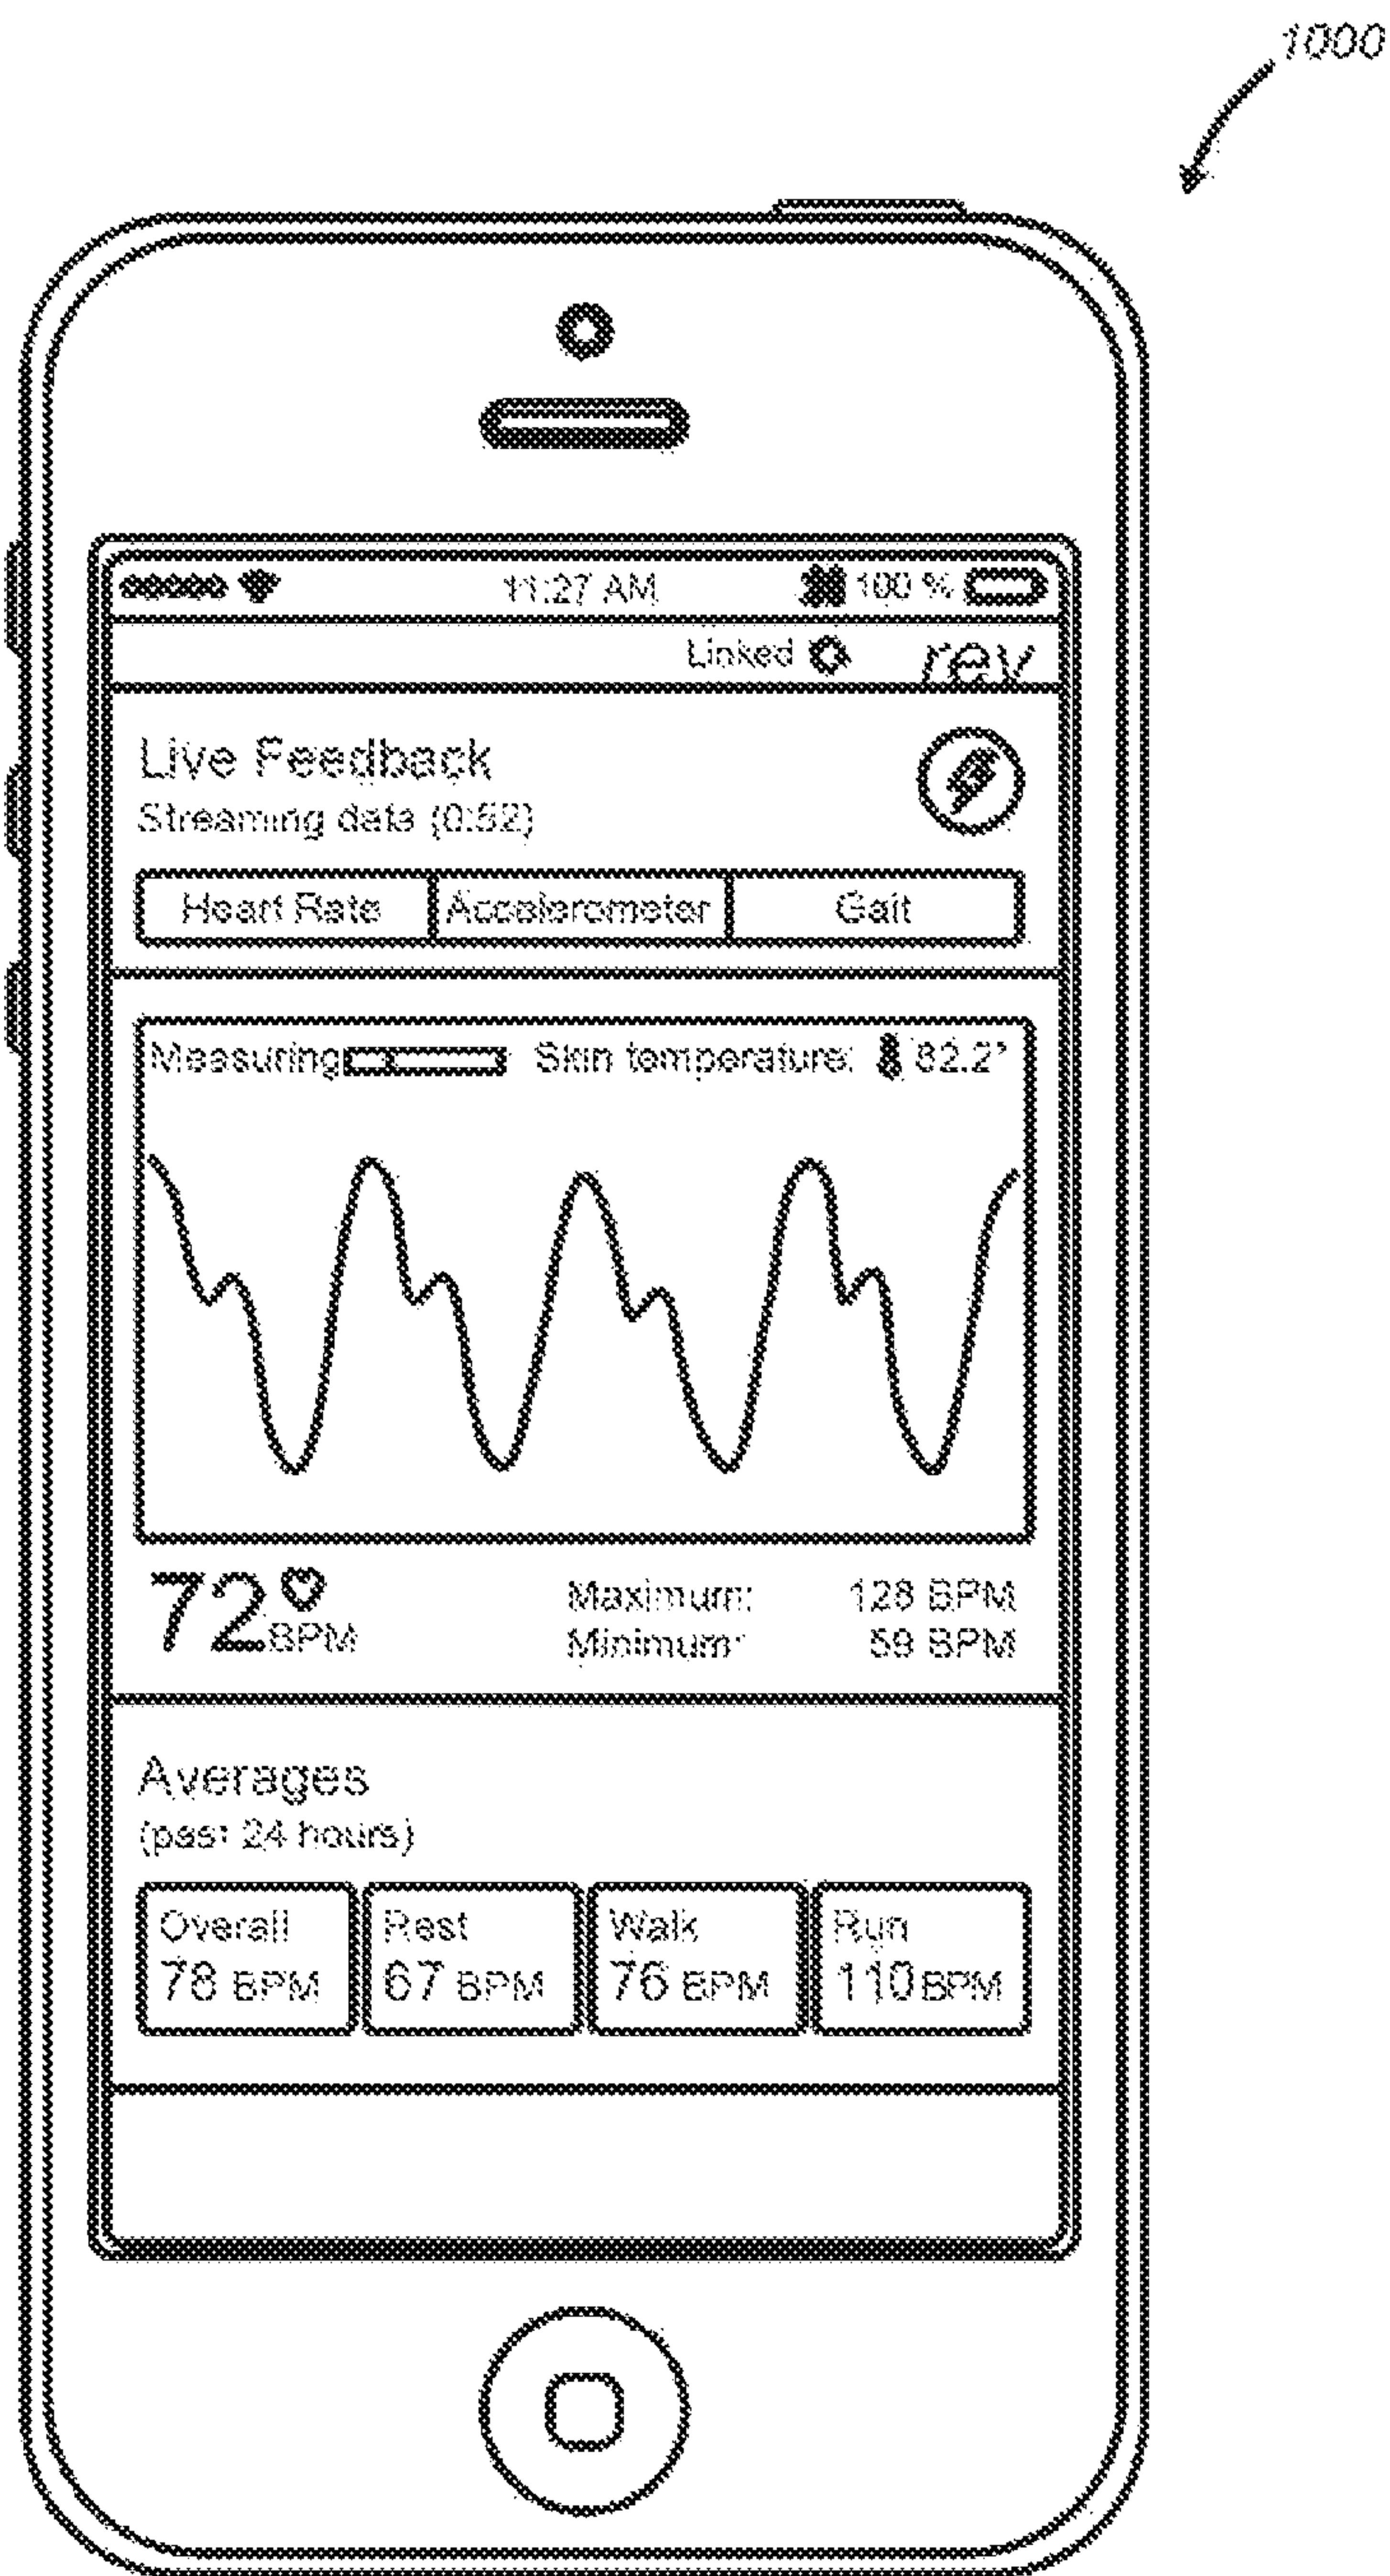 1000
11:27 AM 100 %
Linked rev
Live Feedback
Streaming data (0:52)
Heart Rate Accelerometer Gait
Measuring Skin temperature: 82.2°
72 BPM
Maximum: 128 BPM
Minimum: 59 BPM
Averages
(past 24 hours)
Overall Rest Walk Run
78 BPM 67 BPM 76 BPM 110 BPM